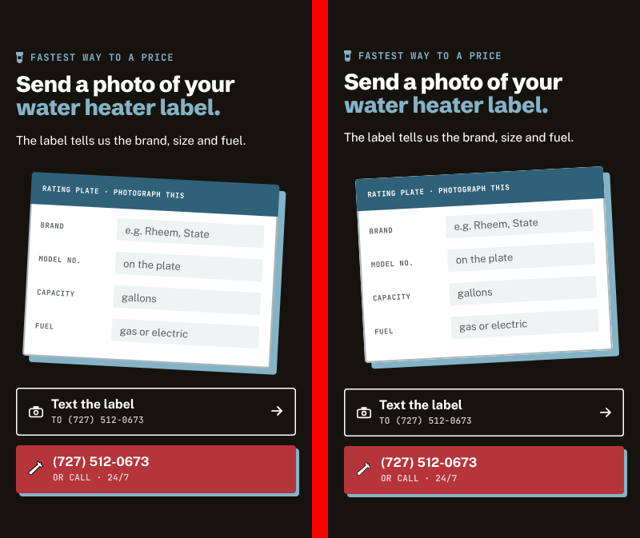 FASTEST WAY TO A PRICE
Send a photo of your
water heater label.
The label tells us the brand, size and fuel.
RATING PLATE · PHOTOGRAPH THIS
BRAND e.g. Rheem, State
MODEL NO. on the plate
CAPACITY gallons
FUEL gas or electric
Text the label
TO (727) 512-0673
(727) 512-0673
OR CALL · 24/7
FASTEST WAY TO A PRICE
Send a photo of your
water heater label.
The label tells us the brand, size and fuel.
RATING PLATE · PHOTOGRAPH THIS
BRAND e.g. Rheem, State
MODEL NO. on the plate
CAPACITY gallons
FUEL gas or electric
Text the label
TO (727) 512-0673
(727) 512-0673
OR CALL · 24/7